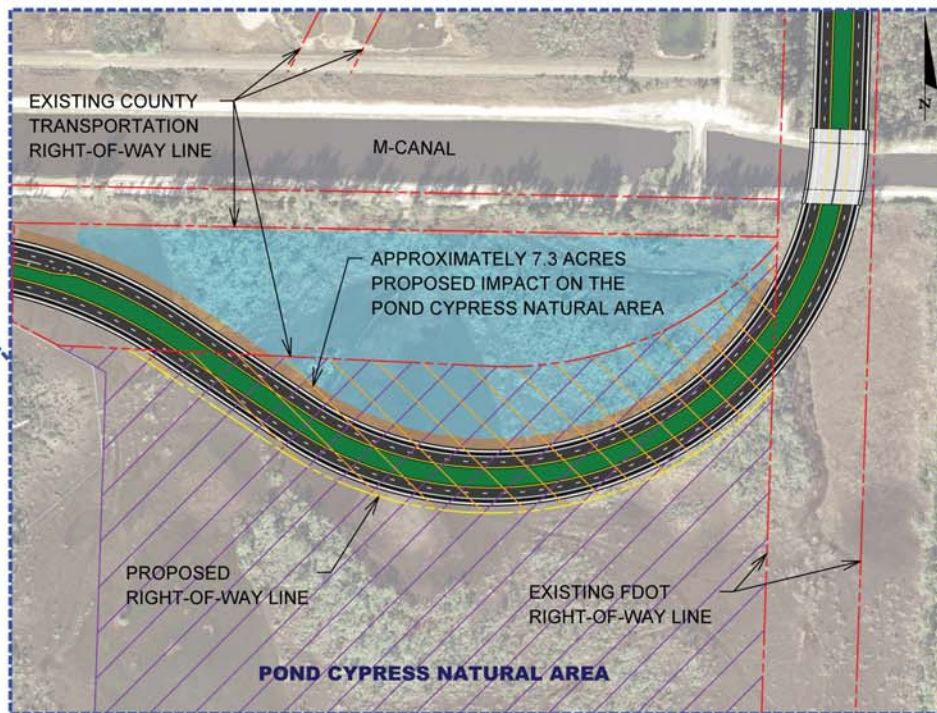 EXISTING COUNTY
TRANSPORTATION
RIGHT-OF-WAY LINE
M-CANAL
N
APPROXIMATELY 7.3 ACRES
PROPOSED IMPACT ON THE
POND CYPRESS NATURAL AREA
PROPOSED
RIGHT-OF-WAY LINE
EXISTING FDOT
RIGHT-OF-WAY LINE
POND CYPRESS NATURAL AREA